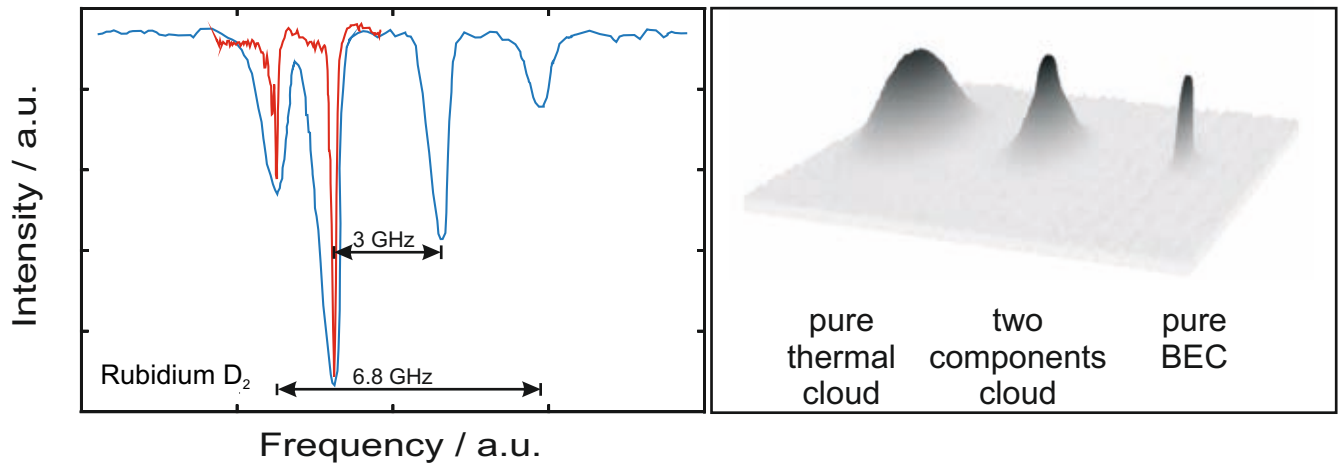 Intensity / a.u.
3 GHz
Rubidium D₂
6.8 GHz
Frequency / a.u.
pure
thermal
cloud
two
components
cloud
pure
BEC